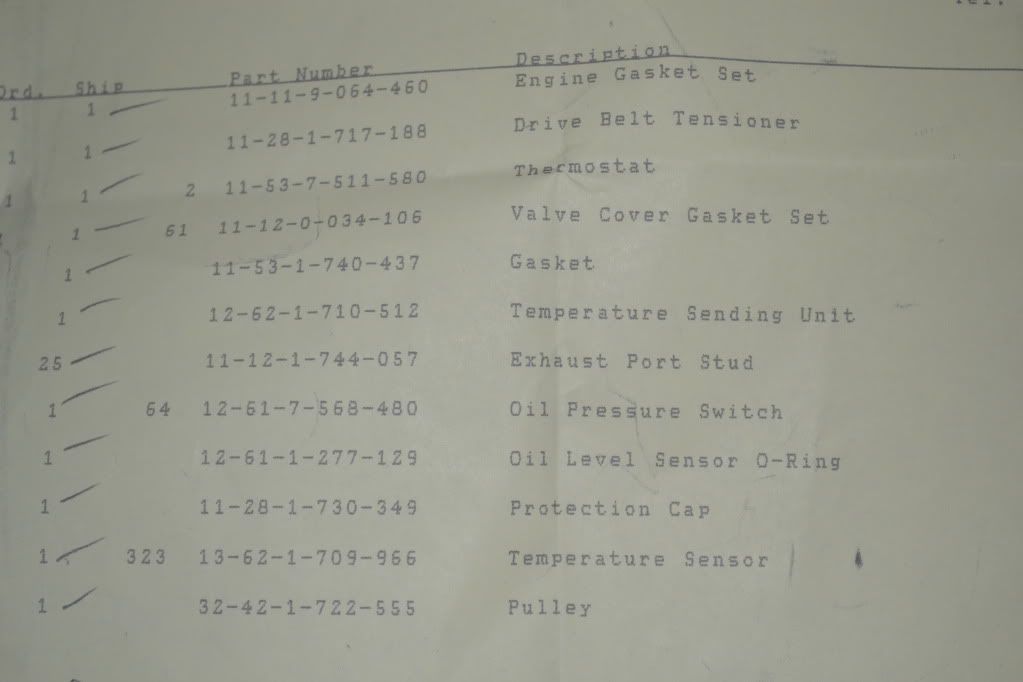 Ord. Ship Part Number Description
1 1 11-11-9-064-460 Engine Gasket Set
1 1 11-28-1-717-188 Drive Belt Tensioner
1 1 2 11-53-7-511-580 Thermostat
1 61 11-12-0-034-106 Valve Cover Gasket Set
1 11-53-1-740-437 Gasket
1 12-62-1-710-512 Temperature Sending Unit
25 11-12-1-744-057 Exhaust Port Stud
1 64 12-61-7-568-480 Oil Pressure Switch
1 12-61-1-277-129 Oil Level Sensor O-Ring
1 11-28-1-730-349 Protection Cap
1 323 13-62-1-709-966 Temperature Sensor
1 32-42-1-722-555 Pulley